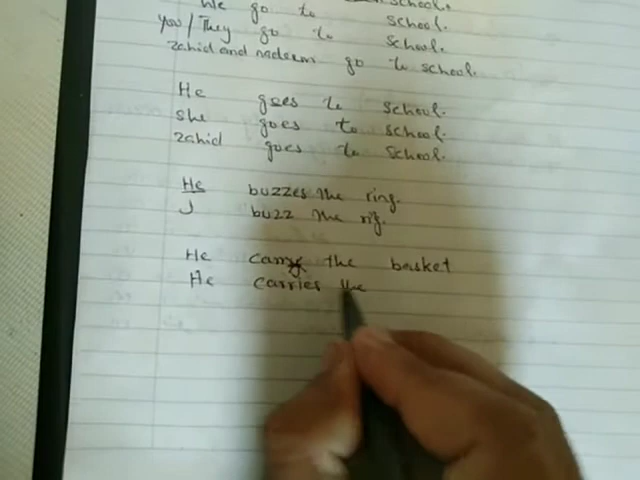 We go to school.
You/They go to school.
Zahid and nadeem go to school.
He goes to school.
She goes to school.
Zahid goes to school.
He buzzes the ring.
I buzz the rig.
He carry the basket
He carries the